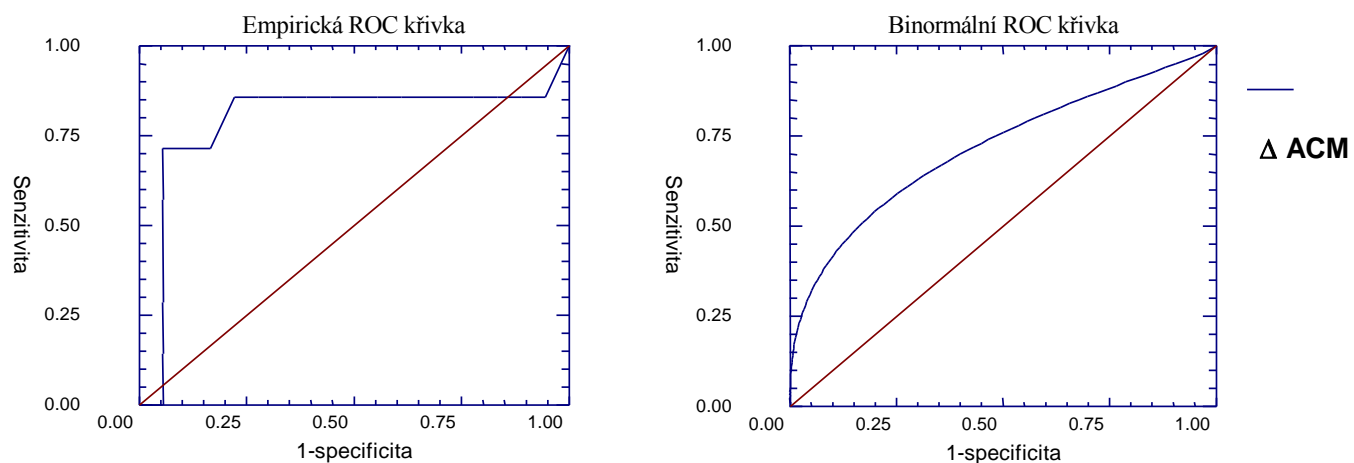 Empirická ROC křivka
1.00
0.75
0.50
0.25
0.00
Senzitivita
0.00 0.25 0.50 0.75 1.00
1-specificita
Binormální ROC křivka
1.00
0.75
0.50
0.25
0.00
Senzitivita
0.00 0.25 0.50 0.75 1.00
1-specificita
Δ ACM